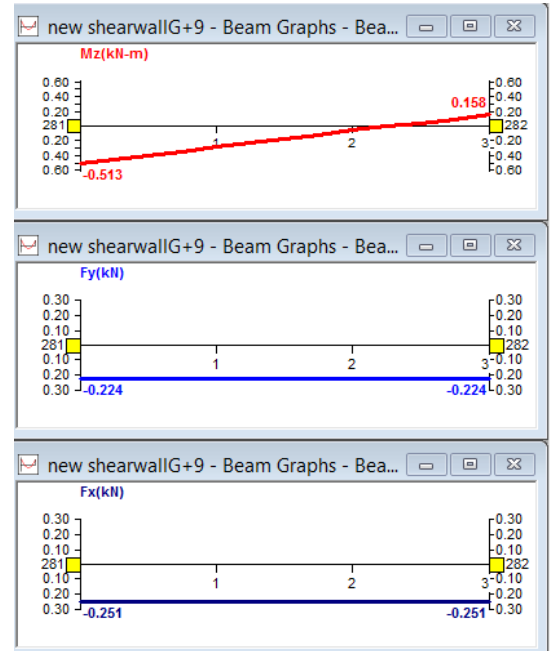 new shearwallG+9 - Beam Graphs - Bea...
Mz(kN-m)
0.60 0.60
0.40 0.40
0.20 0.158 0.20
281 282
0.20 1 2 3 0.20
0.40 0.40
0.60 -0.513 0.60
new shearwallG+9 - Beam Graphs - Bea...
Fy(kN)
0.30 0.30
0.20 0.20
0.10 0.10
281 282
0.10 1 2 3 0.10
0.20 0.20
0.30 -0.224 -0.224 0.30
new shearwallG+9 - Beam Graphs - Bea...
Fx(kN)
0.30 0.30
0.20 0.20
0.10 0.10
281 282
0.10 1 2 3 0.10
0.20 0.20
0.30 -0.251 -0.251 0.30